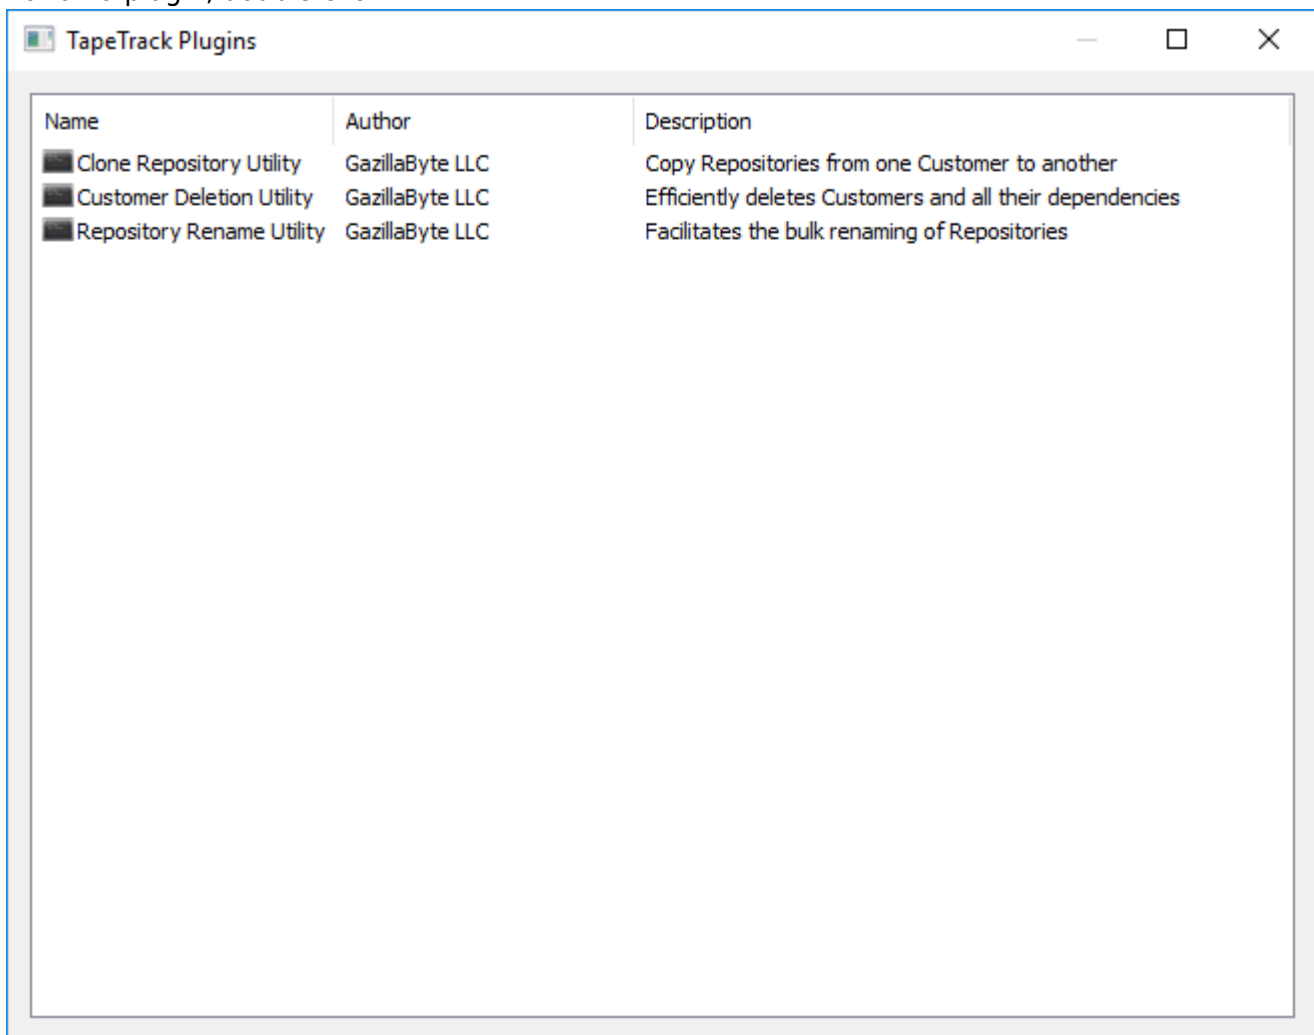 TapeTrack Plugins
Name Author Description
Clone Repository Utility GazillaByte LLC Copy Repositories from one Customer to another
Customer Deletion Utility GazillaByte LLC Efficiently deletes Customers and all their dependencies
Repository Rename Utility GazillaByte LLC Facilitates the bulk renaming of Repositories